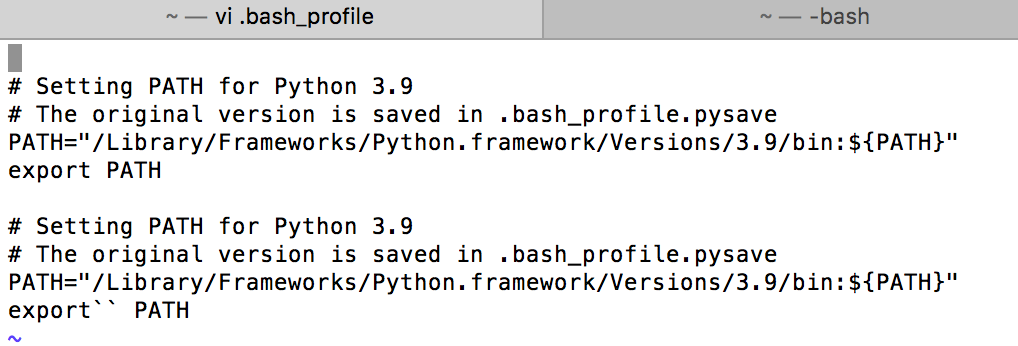 ~ — vi .bash_profile
~ — -bash
# Setting PATH for Python 3.9
# The original version is saved in .bash_profile.pysave
PATH="/Library/Frameworks/Python.framework/Versions/3.9/bin:${PATH}"
export PATH
# Setting PATH for Python 3.9
# The original version is saved in .bash_profile.pysave
PATH="/Library/Frameworks/Python.framework/Versions/3.9/bin:${PATH}"
export`` PATH
~